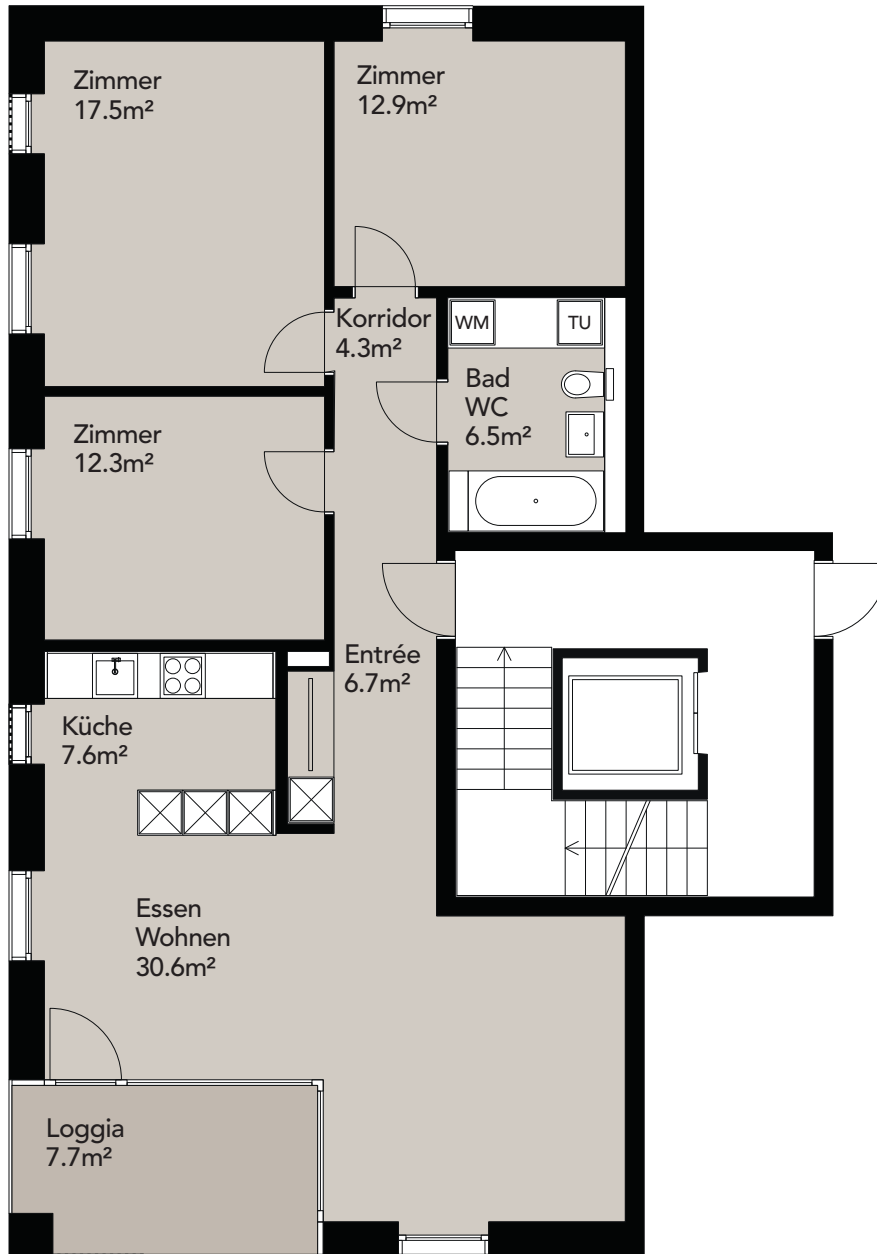 Zimmer
17.5m²
Zimmer
12.9m²
Korridor
4.3m²
WM
TU
Bad
WC
6.5m²
Zimmer
12.3m²
Entrée
6.7m²
Küche
7.6m²
Essen
Wohnen
30.6m²
Loggia
7.7m²